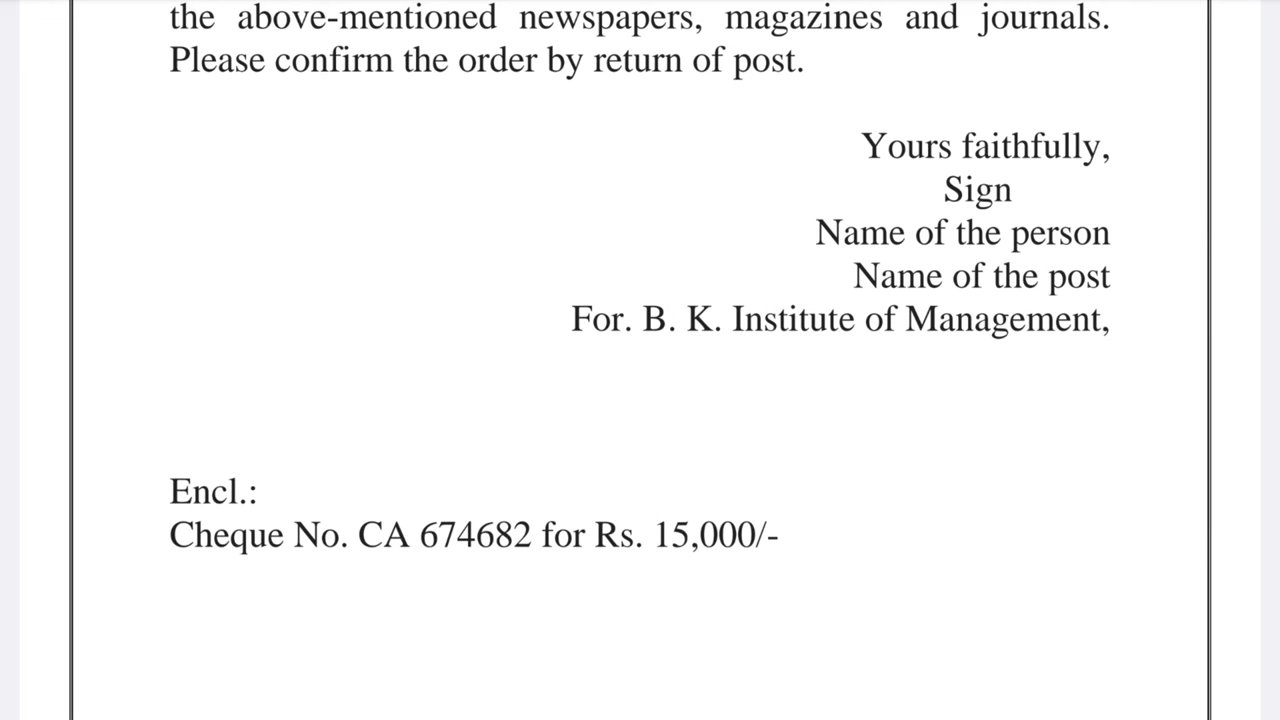 the above-mentioned newspapers, magazines and journals.
Please confirm the order by return of post.
Yours faithfully,
Sign
Name of the person
Name of the post
For. B. K. Institute of Management,
Encl.:
Cheque No. CA 674682 for Rs. 15,000/-